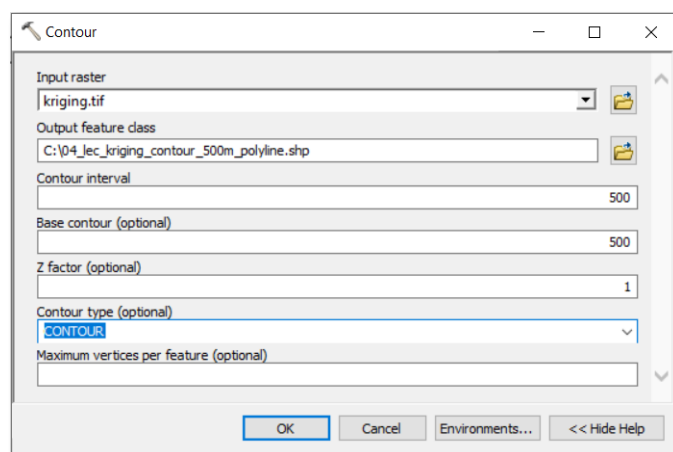 Contour
Input raster
kriging.tif
Output feature class
C:\04_lec_kriging_contour_500m_polyline.shp
Contour interval
500
Base contour (optional)
500
Z factor (optional)
1
Contour type (optional)
CONTOUR
Maximum vertices per feature (optional)
OK Cancel Environments... << Hide Help